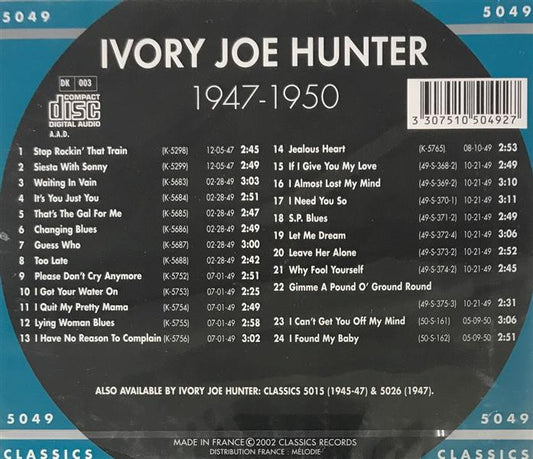 5049
5049
IVORY JOE HUNTER
1947-1950
DK 003
COMPACT
disc
DIGITAL AUDIO
A.A.D.
3 307510 504927
1 Stop Rockin' That Train (K-5298) 12-05-47 2:45
2 Siesta With Sonny (K-5299) 12-05-47 2:49
3 Waiting In Vain (K-5683) 02-28-49 3:03
4 It's You Just You (K-5684) 02-28-49 2:51
5 That's The Gal For Me (K-5685) 02-28-49 2:47
6 Changing Blues (K-5686) 02-28-49 2:49
7 Guess Who (K-5687) 02-28-49 3:00
8 Too Late (K-5688) 02-28-49 2:42
9 Please Don't Cry Anymore (K-5752) 07-01-49 2:51
10 I Got Your Water On (K-5753) 07-01-49 2:25
11 I Quit My Pretty Mama (K-5754) 07-01-49 2:49
12 Lying Woman Blues (K-5755) 07-01-49 2:58
13 I Have No Reason To Complain (K-5756) 07-01-49 3:02
14 Jealous Heart (K-5765) 08-10-49 2:53
15 If I Give You My Love (49-S-368-2) 10-21-49 2:49
16 I Almost Lost My Mind (49-S-369-2) 10-21-49 3:10
17 I Need You So (49-S-370-1) 10-21-49 3:11
18 S.P. Blues (49-S-371-2) 10-21-49 2:49
19 Let Me Dream (49-S-372-4) 10-21-49 3:06
20 Leave Her Alone (49-S-373-2) 10-21-49 2:52
21 Why Fool Yourself (49-S-374-2) 10-21-49 2:45
22 Gimme A Pound O' Ground Round
(49-S-375-3) 10-21-49 2:31
23 I Can't Get You Off My Mind (50-S-161) 05-09-50 3:06
24 I Found My Baby (50-S-162) 05-09-50 2:51
ALSO AVAILABLE BY IVORY JOE HUNTER: CLASSICS 5015 (1945-47) & 5026 (1947).
5049
5049
MADE IN FRANCE ©2002 CLASSICS RECORDS
DISTRIBUTION FRANCE : MÉLODIE
CLASSICS
CLASSICS